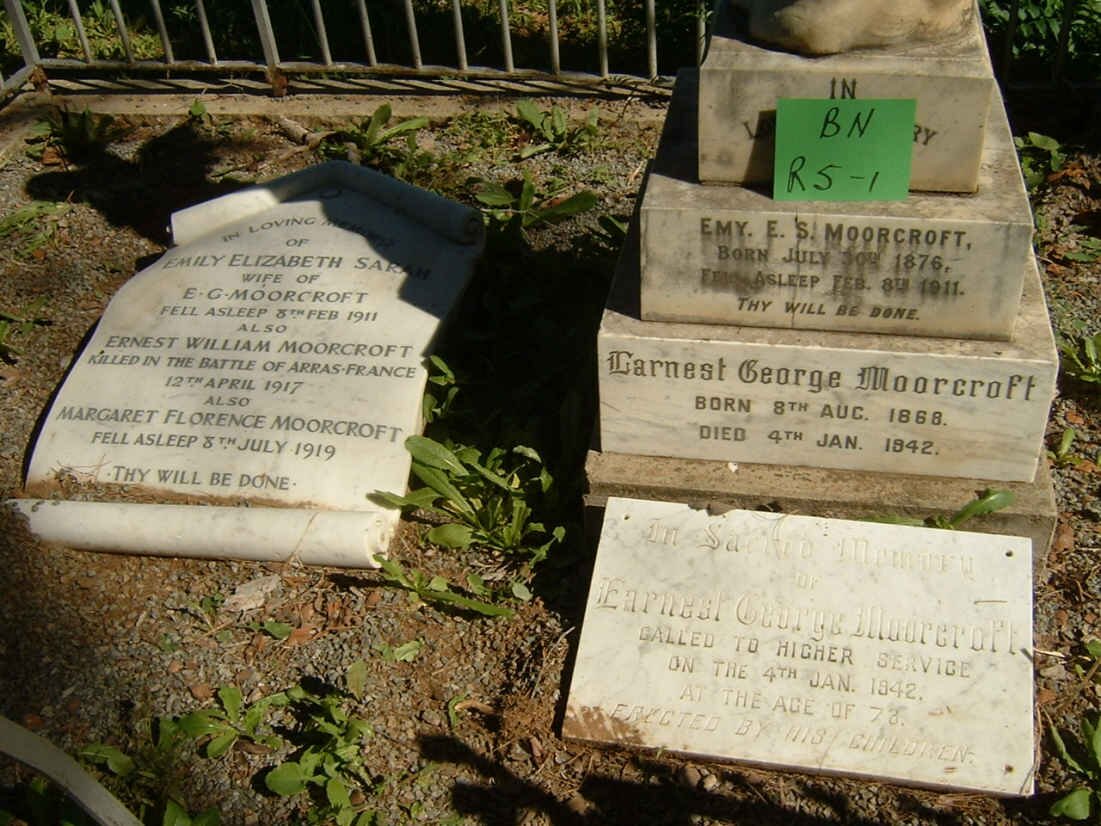 IN LOVING MEMORY
OF
EMILY ELIZABETH SARAH
WIFE OF
E·G·MOORCROFT
FELL ASLEEP 8TH FEB 1911
ALSO
ERNEST WILLIAM MOORCROFT
KILLED IN THE BATTLE OF ARRAS·FRANCE
12TH APRIL 1917
ALSO
MARGARET FLORENCE MOORCROFT
FELL ASLEEP 8TH JULY 1919
·THY WILL BE DONE·
IN
BN
R5-1
EMY. E. S. MOORCROFT,
BORN JULY 30TH 1876,
FELL ASLEEP FEB. 8TH 1911.
THY WILL BE DONE.
Earnest George Moorcroft
BORN 8TH AUG. 1868.
DIED 4TH JAN. 1942.
In Sacred Memory
OF
Earnest George Moorcroft
CALLED TO HIGHER SERVICE
ON THE 4TH JAN. 1942.
AT THE AGE OF 73.
ERECTED BY HIS CHILDREN.